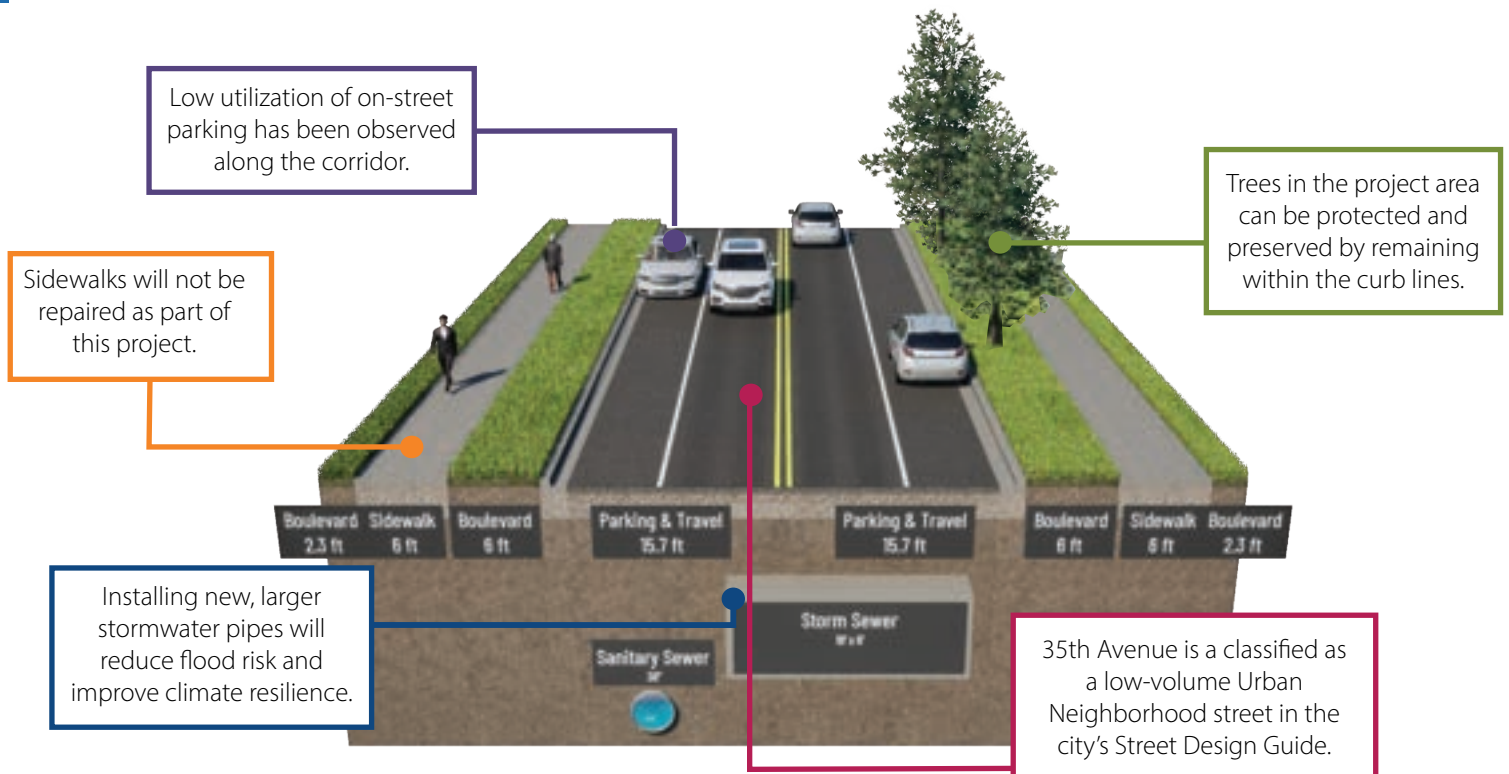 Low utilization of on-street
parking has been observed
along the corridor.
Trees in the project area
can be protected and
preserved by remaining
within the curb lines.
Sidewalks will not be
repaired as part of
this project.
Boulevard
2.3 ft
Sidewalk
6 ft
Boulevard
6 ft
Parking & Travel
15.7 ft
Parking & Travel
15.7 ft
Boulevard
6 ft
Sidewalk
6 ft
Boulevard
2.3 ft
Installing new, larger
stormwater pipes will
reduce flood risk and
improve climate resilience.
Storm Sewer
Sanitary Sewer
35th Avenue is a classified as
a low-volume Urban
Neighborhood street in the
city’s Street Design Guide.